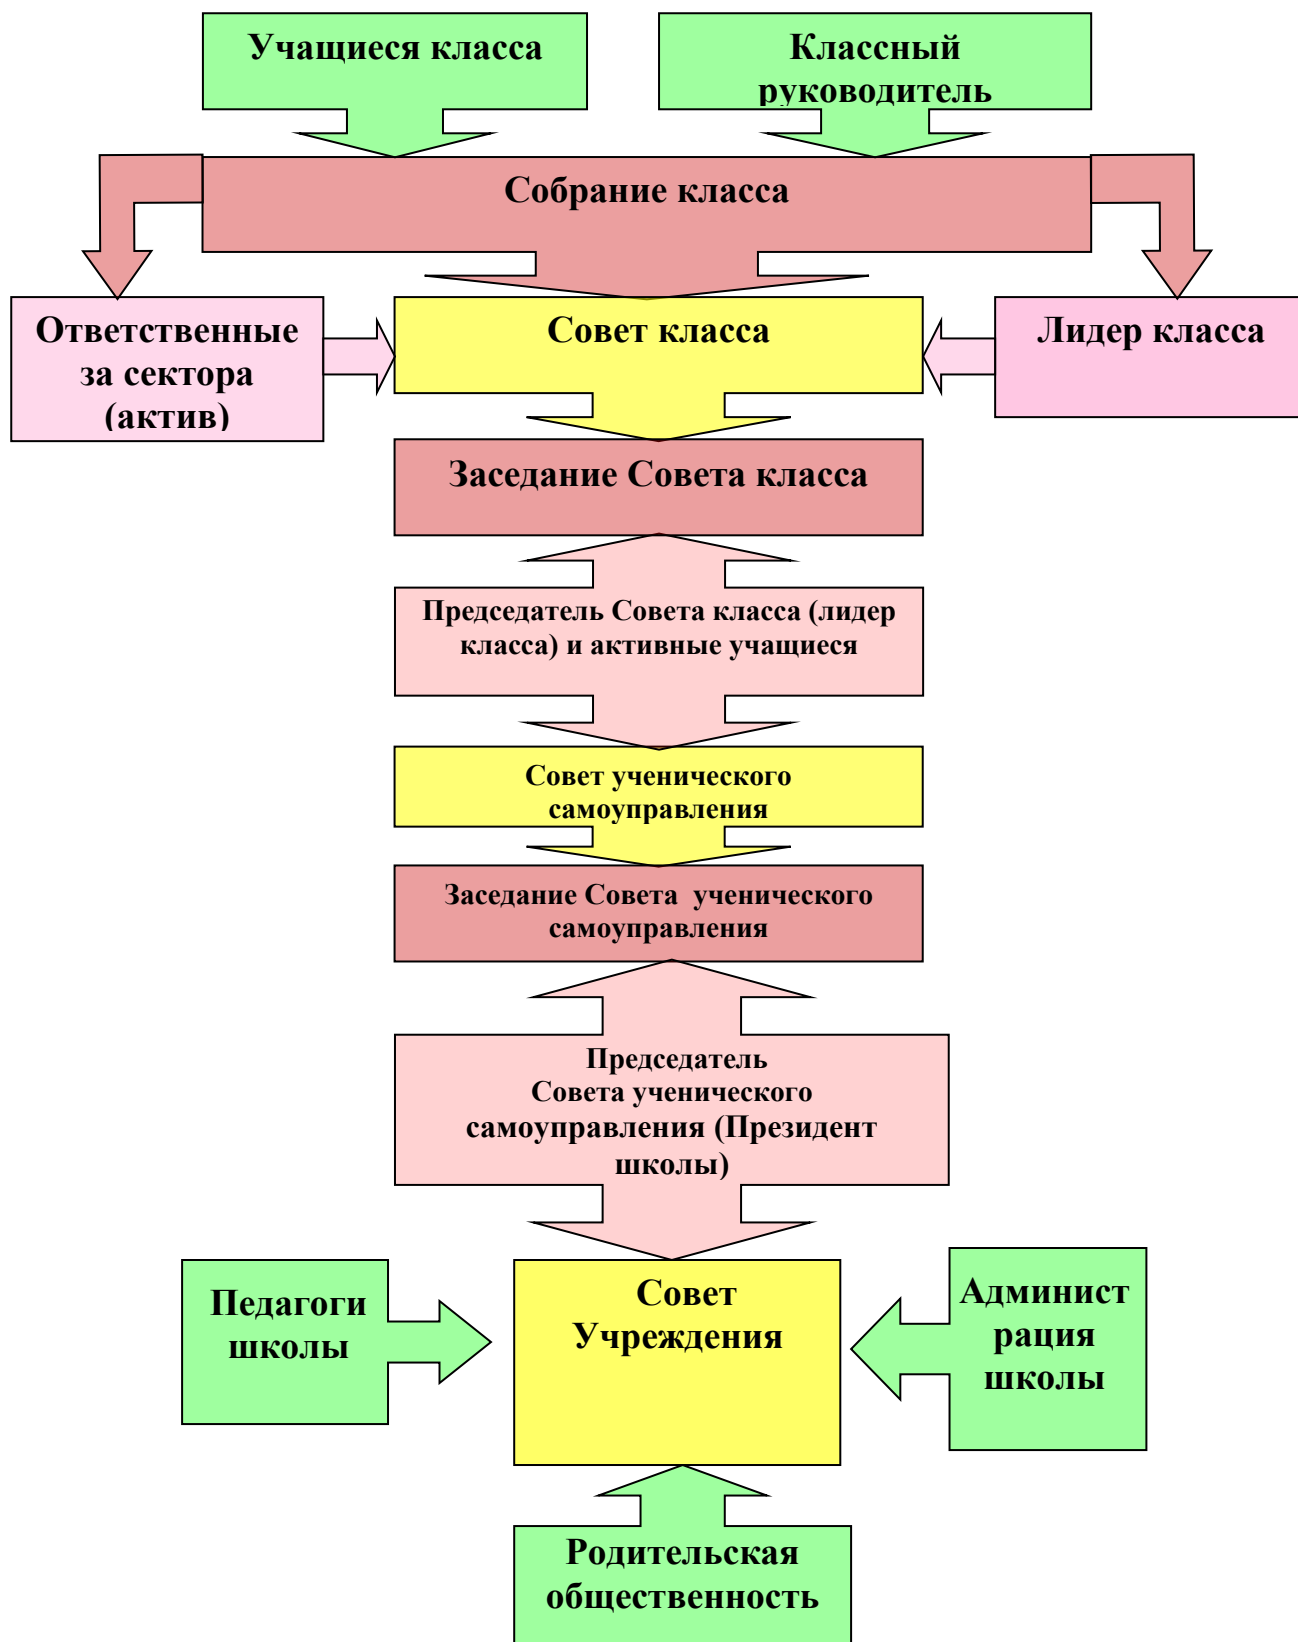 Учащиеся класса
Классный
руководитель
Собрание класса
Ответственные
за сектора
(актив)
Совет класса
Лидер класса
Заседание Совета класса
Председатель Совета класса (лидер
класса) и активные учащиеся
Совет ученического
самоуправления
Заседание Совета ученического
самоуправления
Председатель
Совета ученического
самоуправления (Президент
школы)
Педагоги
школы
Совет
Учреждения
Админист
рация
школы
Родительская
общественность